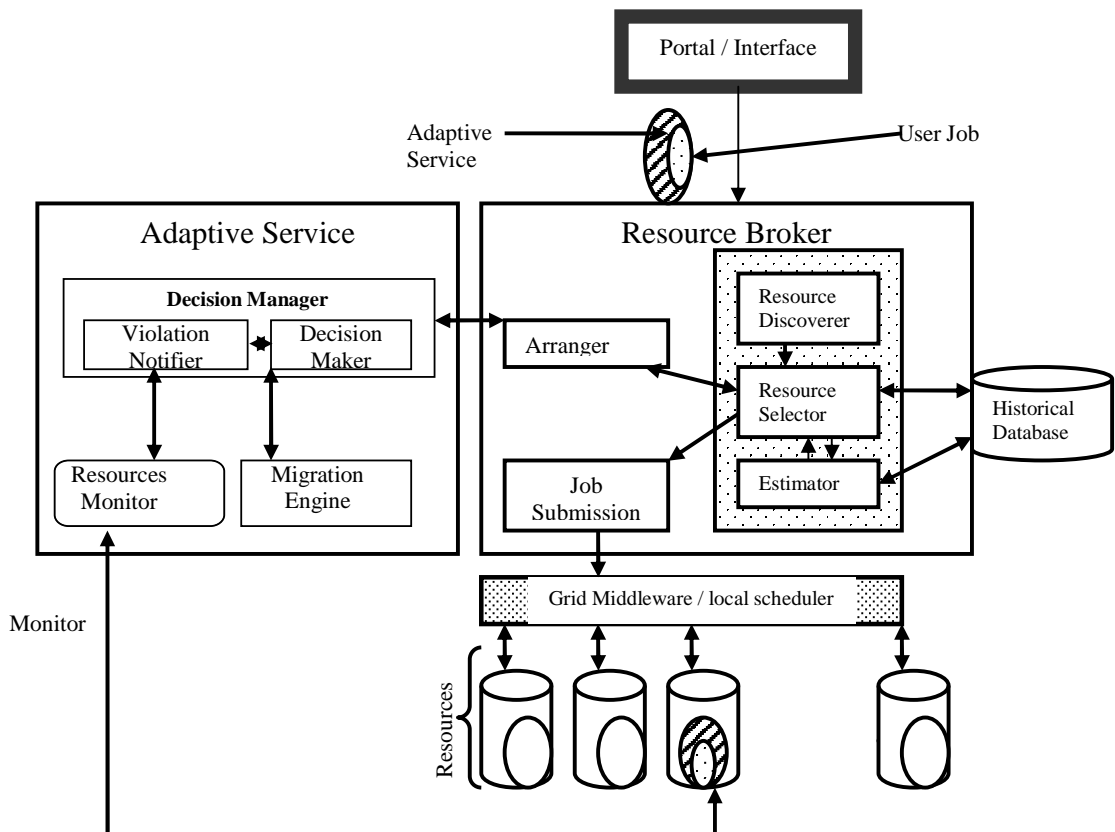 Portal / Interface
Adaptive
Service
User Job
Adaptive Service
Resource Broker
Decision Manager
Violation
Notifier
Decision
Maker
Resources
Monitor
Migration
Engine
Arranger
Job
Submission
Resource
Discoverer
Resource
Selector
Estimator
Historical
Database
Grid Middleware / local scheduler
Monitor
Resources